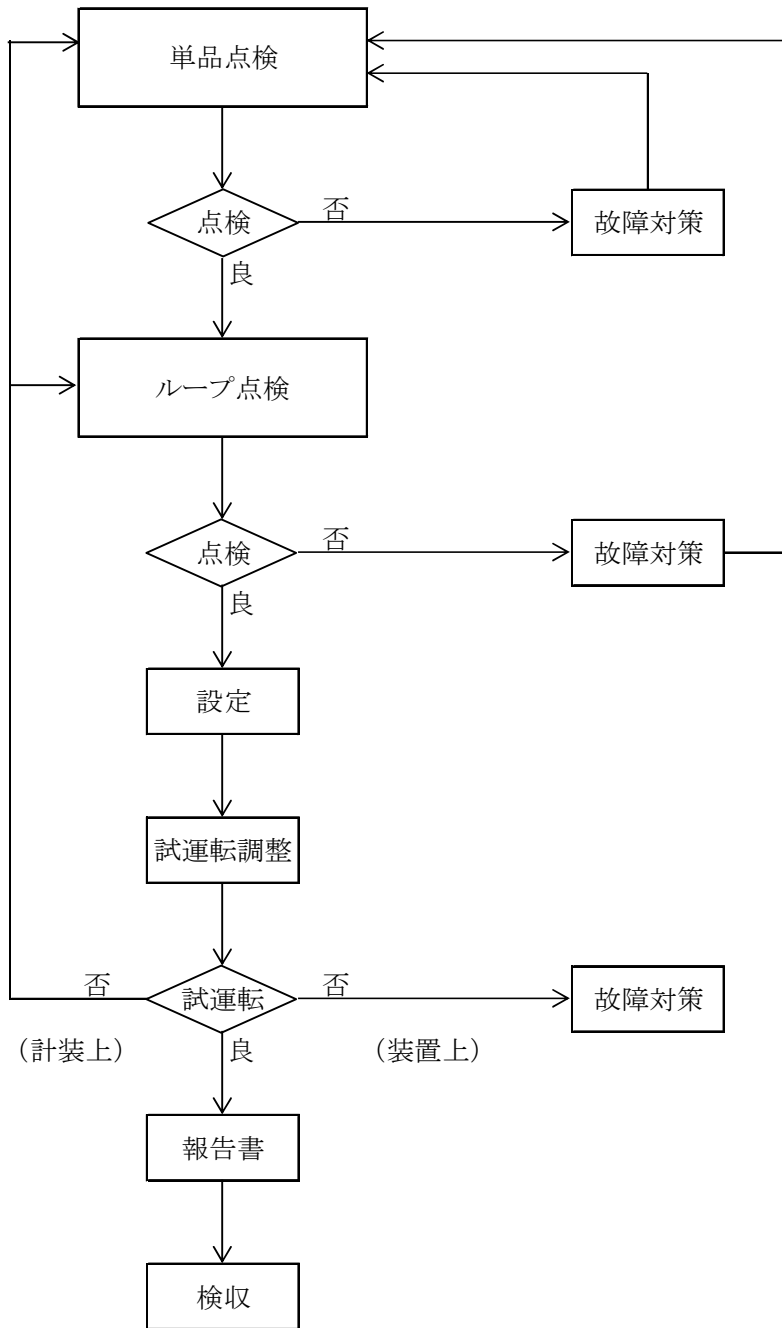 単品点検
点検
否
故障対策
良
ループ点検
点検
否
故障対策
良
設定
試運転調整
否
試運転
否
故障対策
（計装上）
良
（装置上）
報告書
検収